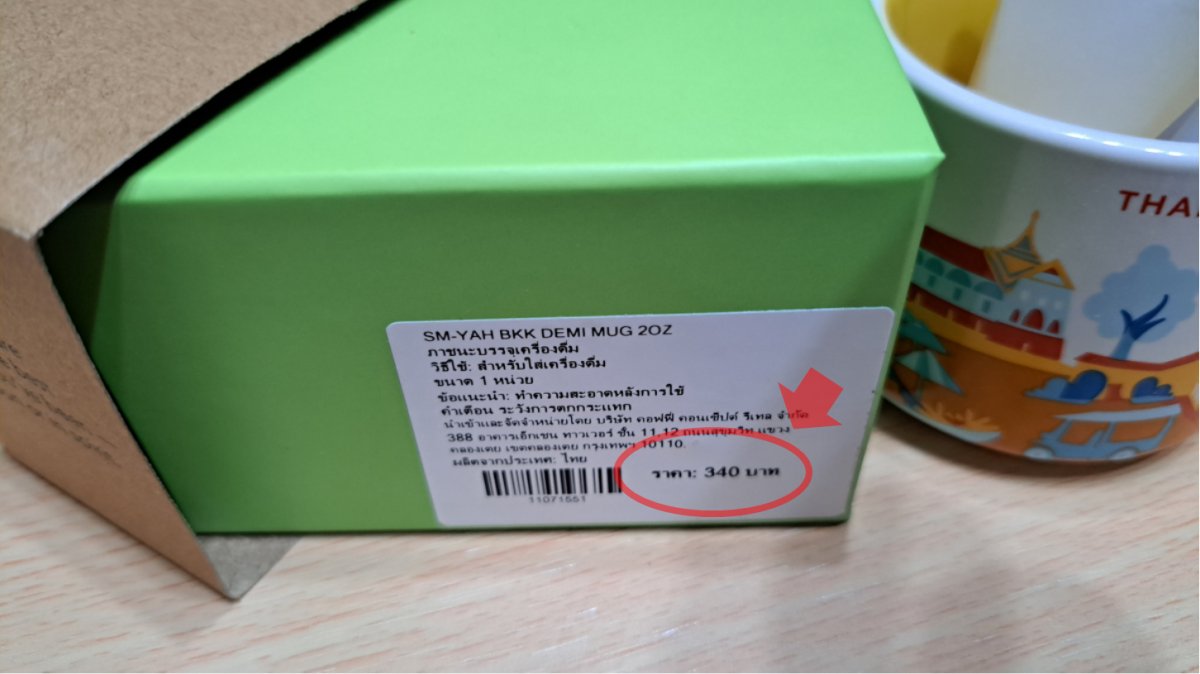 SM-YAH BKK DEMI MUG 2OZ
ภาชนะบรรจุเครื่องดื่ม
วิธีใช้: สำหรับใส่เครื่องดื่ม
ขนาด 1 หน่วย
ข้อแนะนำ: ทำความสะอาดหลังการใช้
คำเตือน ระวังการตกกระแทก
นำเข้าและจัดจำหน่ายโดย บริษัท คอฟฟี่ คอนเซ็ปต์ รีเทล จำกัด
388 อาคารเอ็กเชน ทาวเวอร์ ชั้น 11,12 ถนนสุขุมวิท แขวง
คลองเตย เขตคลองเตย กรุงเทพฯ 10110
ผลิตจากประเทศ: ไทย
ราคา: 340 บาท
11071551
THA